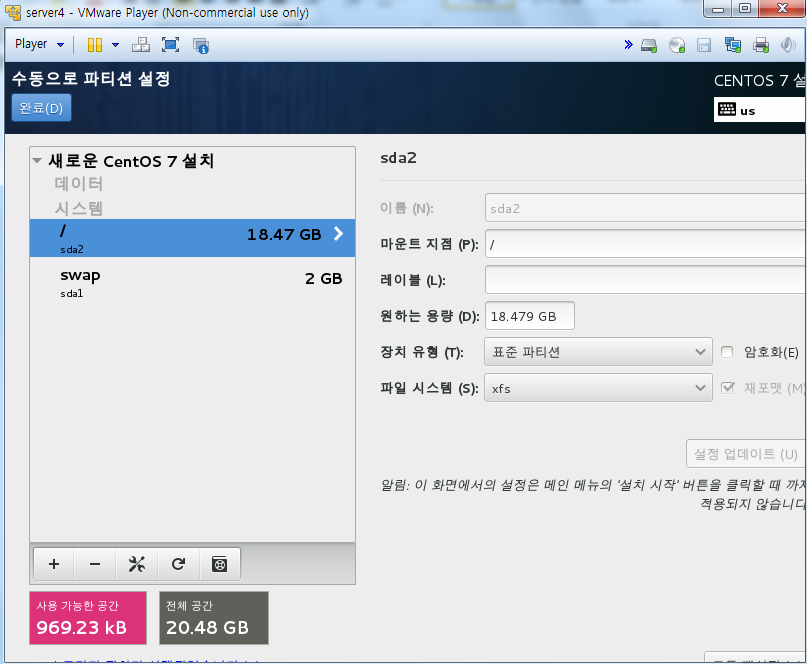 server4 - VMware Player (Non-commercial use only)
Player
수동으로 파티션 설정
CENTOS 7 설
완료(D)
us
새로운 CentOS 7 설치
데이터
시스템
/ 18.47 GB
sda2
swap 2 GB
sda1
sda2
이름 (N): sda2
마운트 지점 (P): /
레이블 (L):
원하는 용량 (D): 18.479 GB
장치 유형 (T): 표준 파티션 암호화(E)
파일 시스템 (S): xfs 재포맷 (M)
설정 업데이트 (U)
알림: 이 화면에서의 설정은 메인 메뉴의 '설치 시작' 버튼을 클릭할 때 까지
적용되지 않습니다
사용 가능한 공간
969.23 kB
전체 공간
20.48 GB